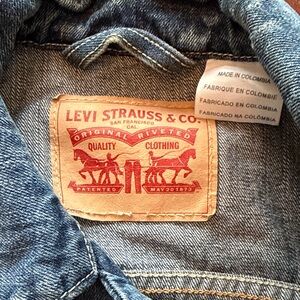 LEVI STRAUSS & CO.
SAN FRANCISCO
CAL.
ORIGINAL RIVETED
QUALITY CLOTHING
PATENTED MAY 20 1873
MADE IN COLOMBIA
FABRIQUE EN COLOMBIE
FABRICADO EN COLOMBIA
FABRICADO NA COLÔMBIA